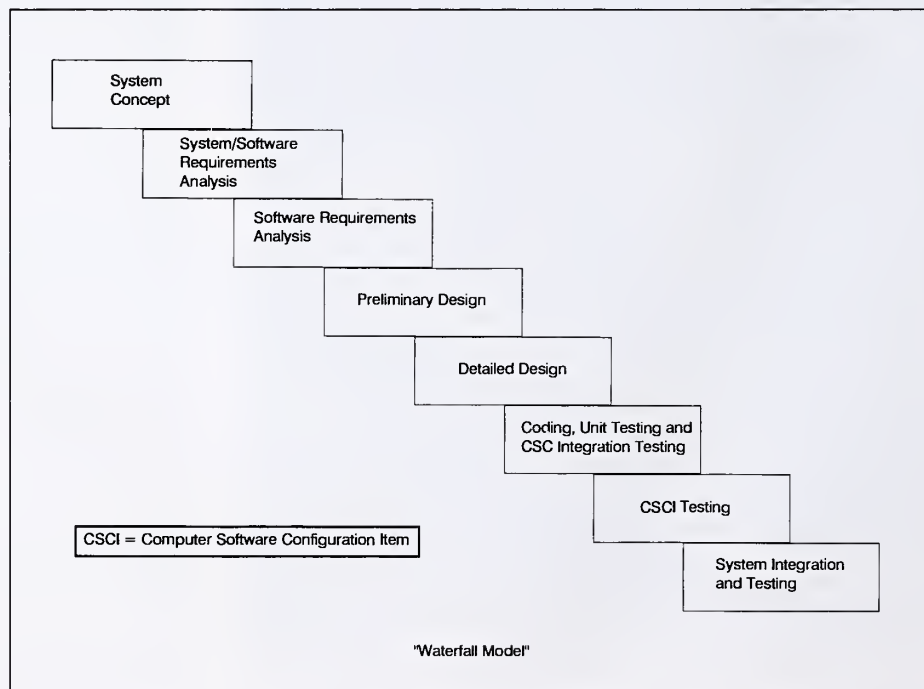 System
Concept
System/Software
Requirements
Analysis
Software Requirements
Analysis
Preliminary Design
Detailed Design
Coding, Unit Testing and
CSC Integration Testing
CSCI Testing
CSCI = Computer Software Configuration Item
System Integration
and Testing
"Waterfall Model"